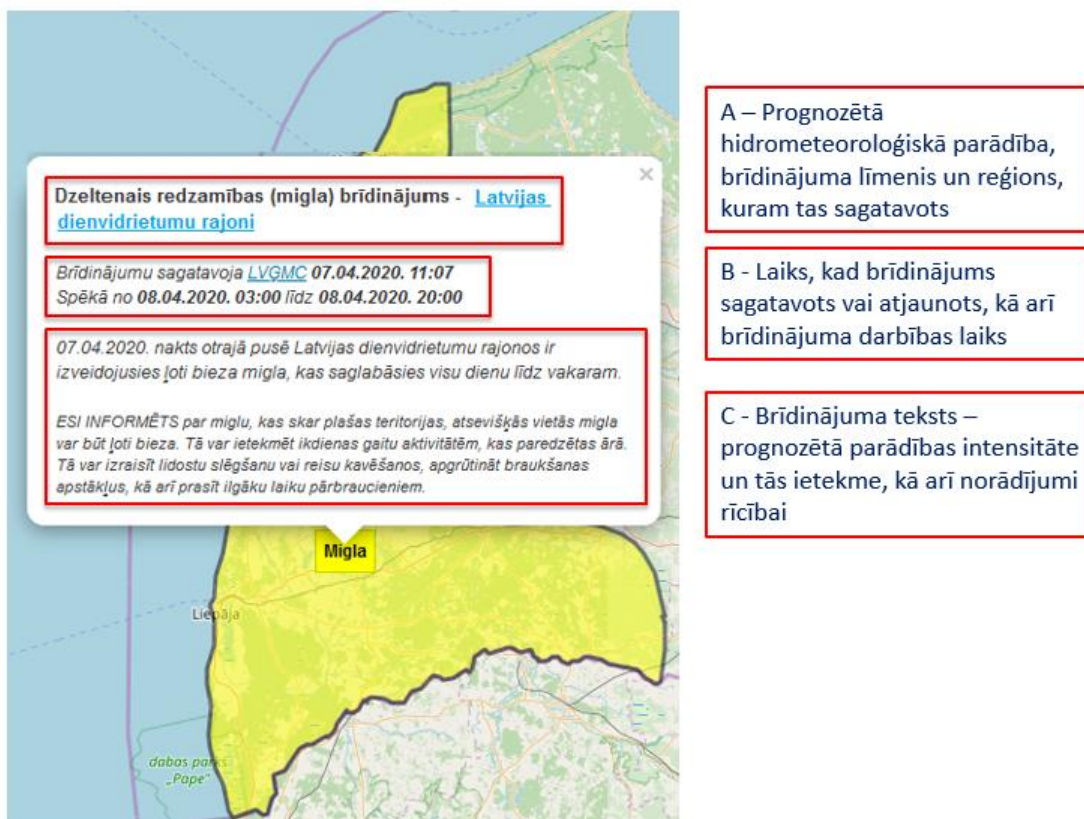 Dzeltenais redzamības (migla) brīdinājums - Latvijas
dienvidrietumu rajoni
Brīdinājumu sagatavoja LVĢMC 07.04.2020. 11:07
Spēkā no 08.04.2020. 03:00 līdz 08.04.2020. 20:00
07.04.2020. nakts otrajā pusē Latvijas dienvidrietumu rajonos ir
izveidojusies ļoti bieza migla, kas saglabāsies visu dienu līdz vakaram.
ESI INFORMĒTS par miglu, kas skar plašas teritorijas, atsevišķās vietās migla
var būt ļoti bieza. Tā var ietekmēt ikdienas gaitu aktivitātēm, kas paredzētas ārā.
Tā var izraisīt lidostu slēgšanu vai reisu kavēšanos, apgrūtināt braukšanas
apstākļus, kā arī prasīt ilgāku laiku pārbraucieniem.
Migla
Liepāja
dabas parks
„Pape”
A – Prognozētā
hidrometeoroloģiskā parādība,
brīdinājuma līmenis un reģions,
kuram tas sagatavots
B - Laiks, kad brīdinājums
sagatavots vai atjaunots, kā arī
brīdinājuma darbības laiks
C - Brīdinājuma teksts –
prognozētā parādības intensitāte
un tās ietekme, kā arī norādījumi
rīcībai